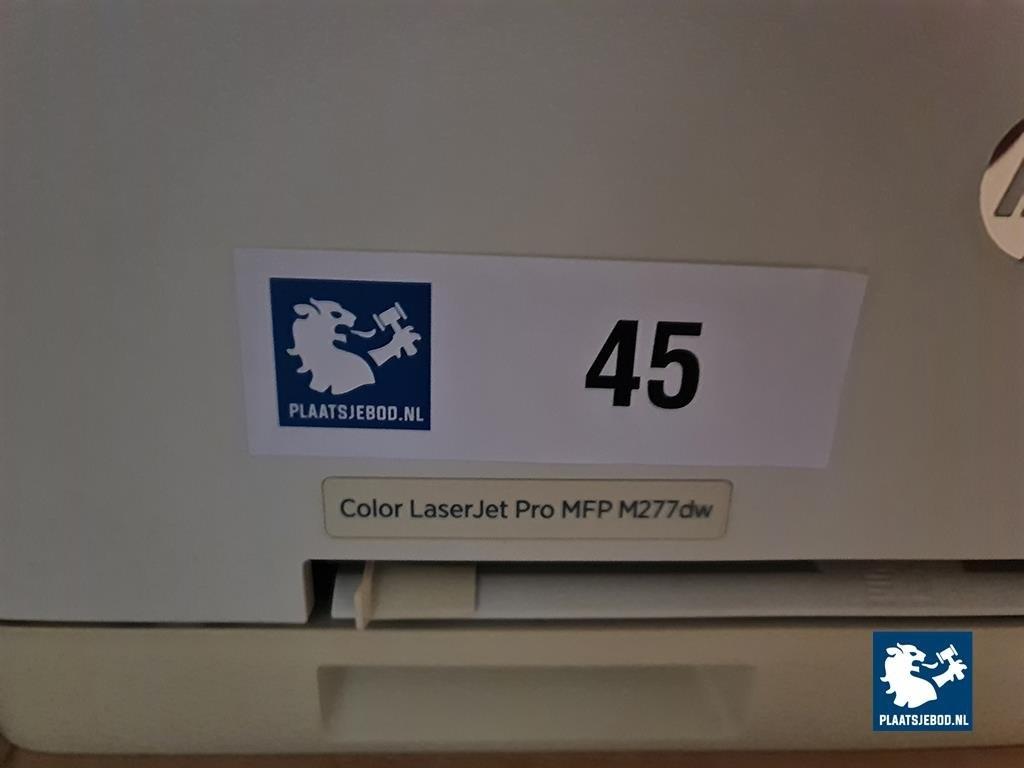 PLAATSJEBOD.NL
45
Color LaserJet Pro MFP M277dw
PLAATSJEBOD.NL